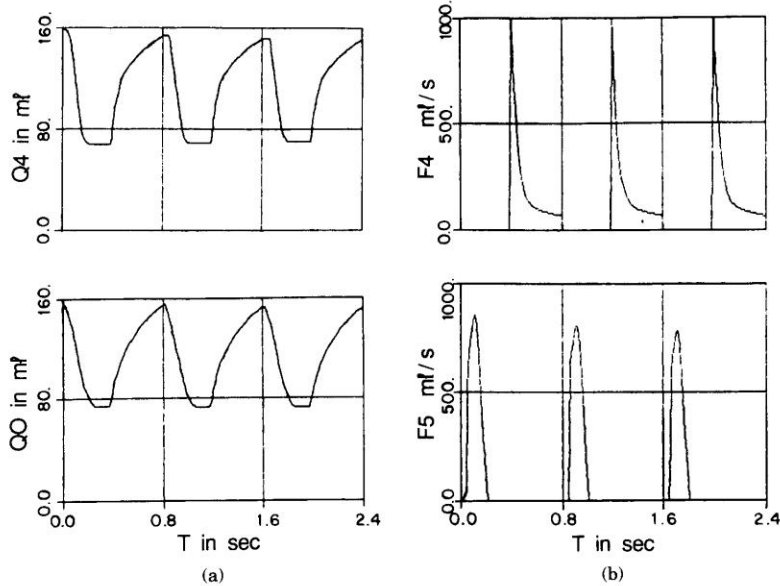 160.
80.
0.0
Q4 in mℓ
1000.
500.
0.0
F4 mℓ/s
160.
80.
0.0
Q0 in mℓ
0.0 0.8 1.6 2.4
T in sec
(a)
1000.
500.
0.0
F5 mℓ/s
0.0 0.8 1.6 2.4
T in sec
(b)